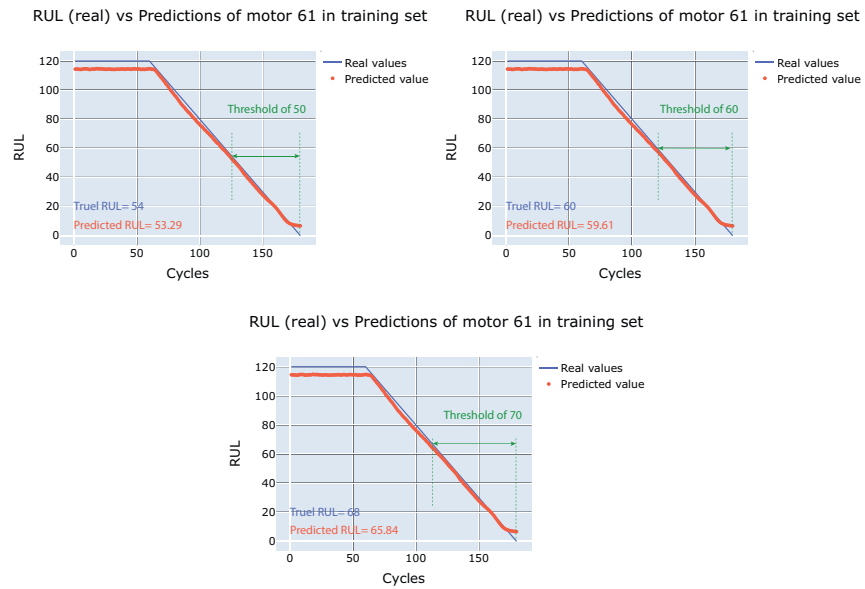 RUL (real) vs Predictions of motor 61 in training set
120
100
80
60
40
20
0
RUL
0
50
100
150
Cycles
Real values
Predicted value
Threshold of 50
Truel RUL= 54
Predicted RUL= 53.29
RUL (real) vs Predictions of motor 61 in training set
120
100
80
60
40
20
0
RUL
0
50
100
150
Cycles
Real values
Predicted value
Threshold of 60
Truel RUL= 60
Predicted RUL= 59.61
RUL (real) vs Predictions of motor 61 in training set
120
100
80
60
40
20
0
RUL
0
50
100
150
Cycles
Real values
Predicted value
Threshold of 70
Truel RUL= 68
Predicted RUL= 65.84